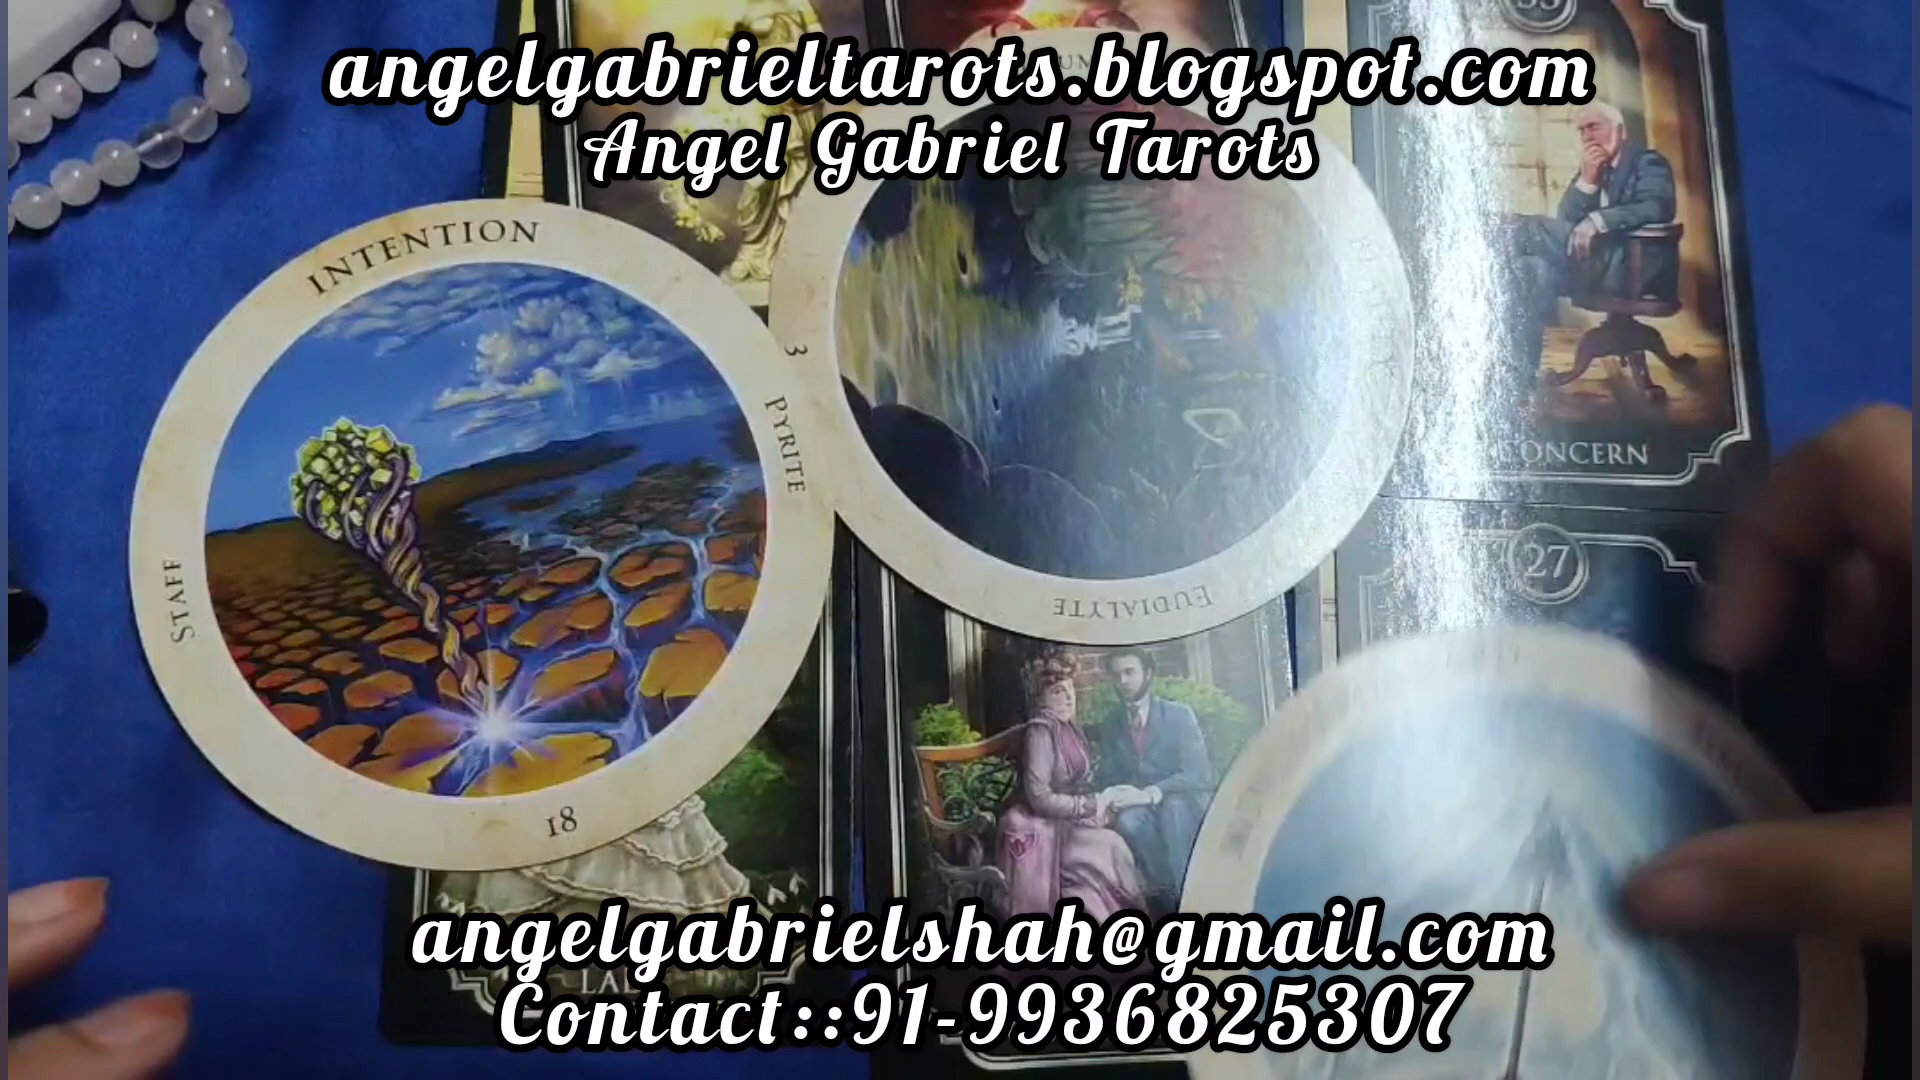 angelgabrieltarots.blogspot.com
Angel Gabriel Tarots
INTENTION
3
PYRITE
STAFF
18
EUDIALYTE
CONCERN
27
angelgabrielshah@gmail.com
Contact::91-9936825307